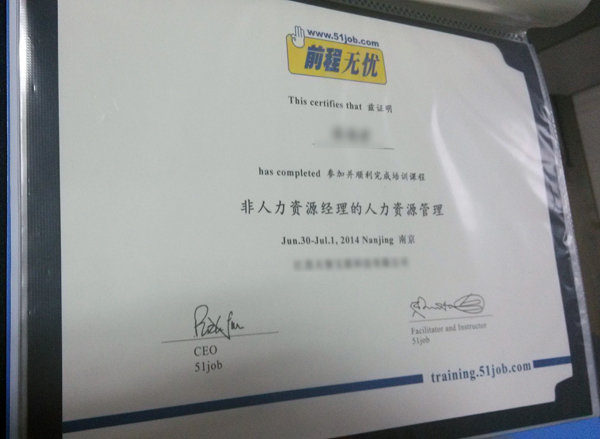 www.51job.com
前程无忧
This certifies that 兹证明
has completed 参加并顺利完成培训课程
非人力资源经理的人力资源管理
Jun.30-Jul.1, 2014 Nanjing 南京
CEO
51job
Facilitator and Instructor
51job
training.51job.com